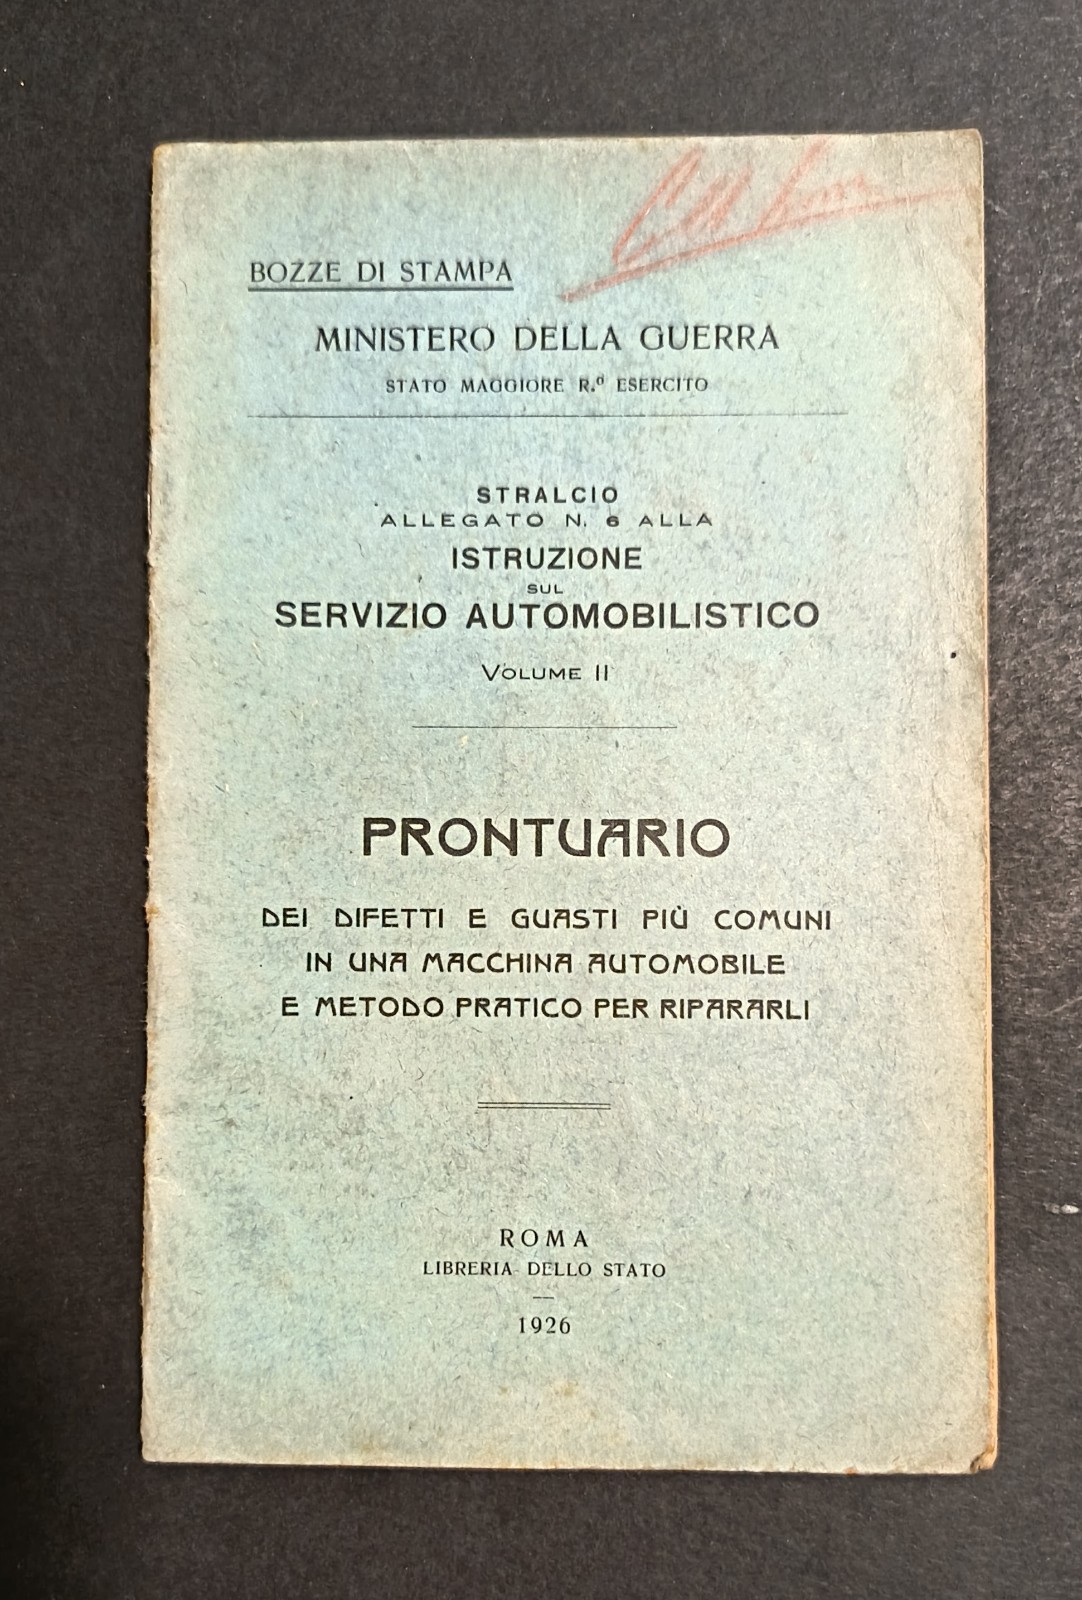 BOZZE DI STAMPA
MINISTERO DELLA GUERRA
STATO MAGGIORE R.º ESERCITO
STRALCIO
ALLEGATO N. 6 ALLA
ISTRUZIONE
SUL
SERVIZIO AUTOMOBILISTICO
VOLUME II
PRONTUARIO
DEI DIFETTI E GUASTI PIÙ COMUNI
IN UNA MACCHINA AUTOMOBILE
E METODO PRATICO PER RIPARARLI
ROMA
LIBRERIA DELLO STATO
1926